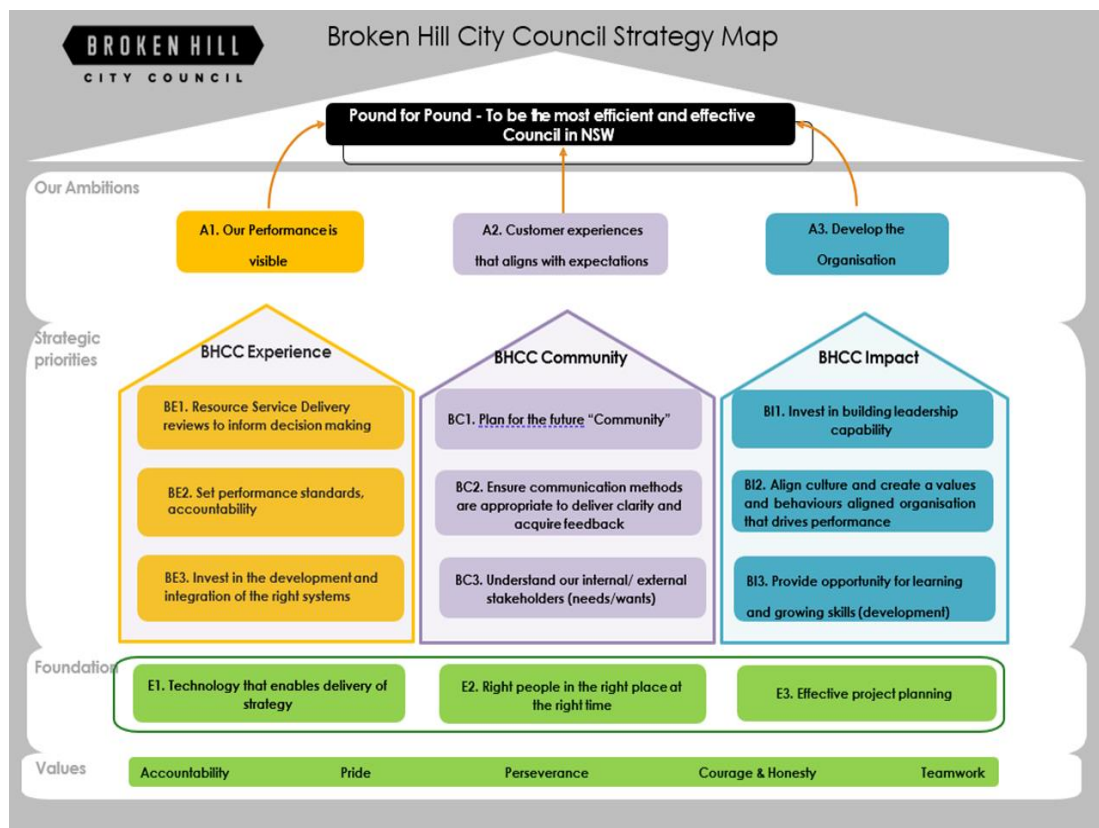 BROKEN HILL
CITY COUNCIL
Broken Hill City Council Strategy Map
Pound for Pound - To be the most efficient and effective
Council in NSW
Our Ambitions
A1. Our Performance is
visible
A2. Customer experiences
that aligns with expectations
A3. Develop the
Organisation
Strategic
priorities
BHCC Experience
BE1. Resource Service Delivery
reviews to inform decision making
BE2. Set performance standards,
accountability
BE3. Invest in the development and
integration of the right systems
BHCC Community
BC1. Plan for the future “Community”
BC2. Ensure communication methods
are appropriate to deliver clarity and
acquire feedback
BC3. Understand our internal/ external
stakeholders (needs/wants)
BHCC Impact
BI1. Invest in building leadership
capability
BI2. Align culture and create a values
and behaviours aligned organisation
that drives performance
BI3. Provide opportunity for learning
and growing skills (development)
Foundation
E1. Technology that enables delivery of
strategy
E2. Right people in the right place at
the right time
E3. Effective project planning
Values
Accountability
Pride
Perseverance
Courage & Honesty
Teamwork